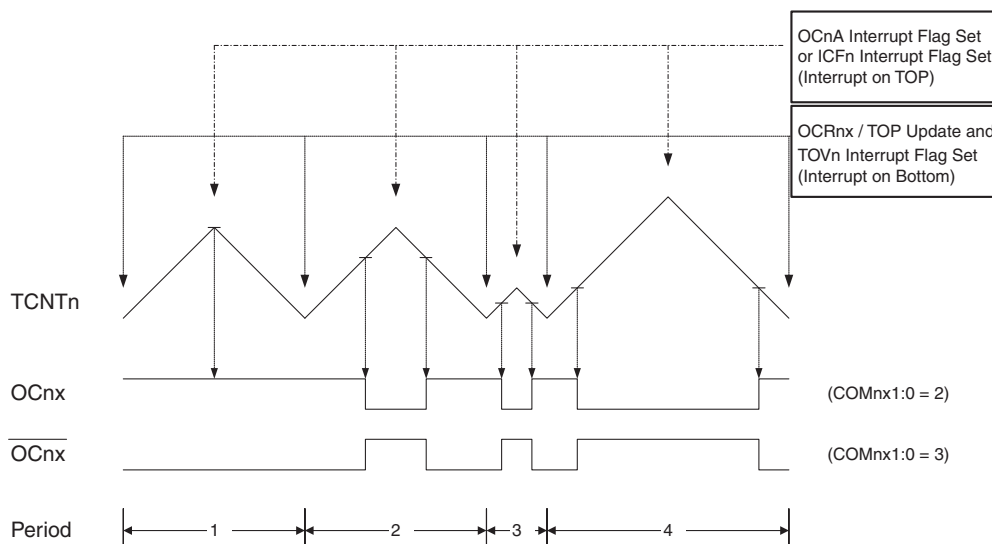 OCnA Interrupt Flag Set
or ICFn Interrupt Flag Set
(Interrupt on TOP)
OCRnx / TOP Update and
TOVn Interrupt Flag Set
(Interrupt on Bottom)
TCNTn
OCnx
(COMnx1:0 = 2)
OCnx
(COMnx1:0 = 3)
Period
1
2
3
4